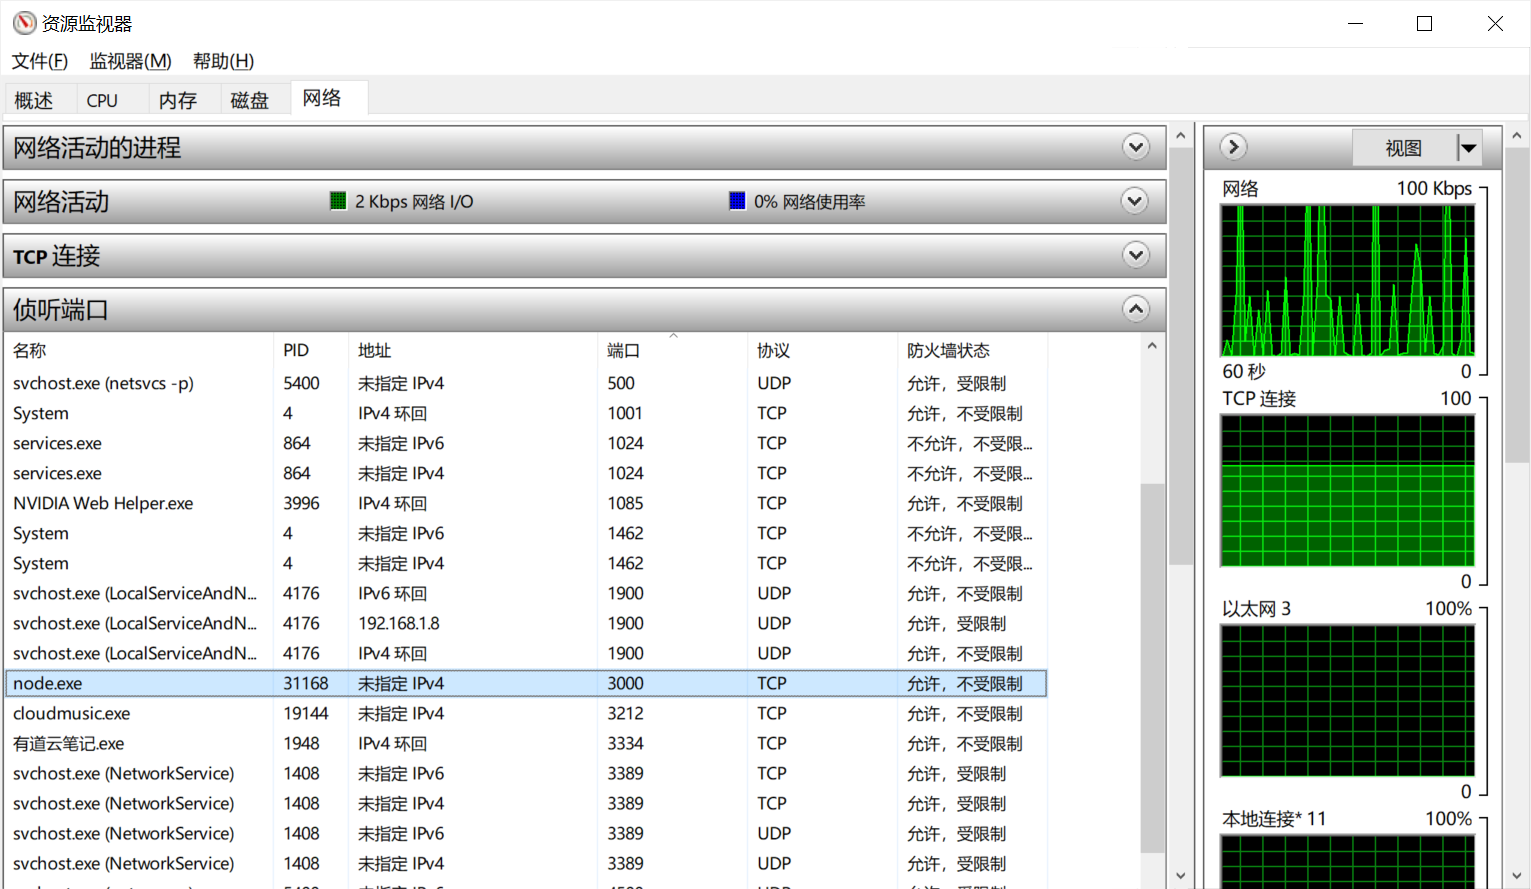 资源监视器
文件(F) 监视器(M) 帮助(H)
概述 CPU 内存 磁盘 网络
网络活动的进程
网络活动 2 Kbps 网络 I/O 0% 网络使用率
TCP 连接
侦听端口
名称 PID 地址 端口 协议 防火墙状态
svchost.exe (netsvcs -p) 5400 未指定 IPv4 500 UDP 允许，受限制
System 4 IPv4 环回 1001 TCP 允许，不受限制
services.exe 864 未指定 IPv6 1024 TCP 不允许，不受限...
services.exe 864 未指定 IPv4 1024 TCP 不允许，不受限...
NVIDIA Web Helper.exe 3996 IPv4 环回 1085 TCP 允许，不受限制
System 4 未指定 IPv6 1462 TCP 不允许，不受限...
System 4 未指定 IPv4 1462 TCP 不允许，不受限...
svchost.exe (LocalServiceAndN... 4176 IPv6 环回 1900 UDP 允许，不受限制
svchost.exe (LocalServiceAndN... 4176 192.168.1.8 1900 UDP 允许，受限制
svchost.exe (LocalServiceAndN... 4176 IPv4 环回 1900 UDP 允许，不受限制
node.exe 31168 未指定 IPv4 3000 TCP 允许，不受限制
cloudmusic.exe 19144 未指定 IPv4 3212 TCP 允许，不受限制
有道云笔记.exe 1948 IPv4 环回 3334 TCP 允许，不受限制
svchost.exe (NetworkService) 1408 未指定 IPv6 3389 TCP 允许，受限制
svchost.exe (NetworkService) 1408 未指定 IPv4 3389 TCP 允许，受限制
svchost.exe (NetworkService) 1408 未指定 IPv6 3389 UDP 允许，受限制
svchost.exe (NetworkService) 1408 未指定 IPv4 3389 UDP 允许，受限制
视图
网络 100 Kbps
60 秒 0
TCP 连接 100
0
以太网 3 100%
0
本地连接* 11 100%